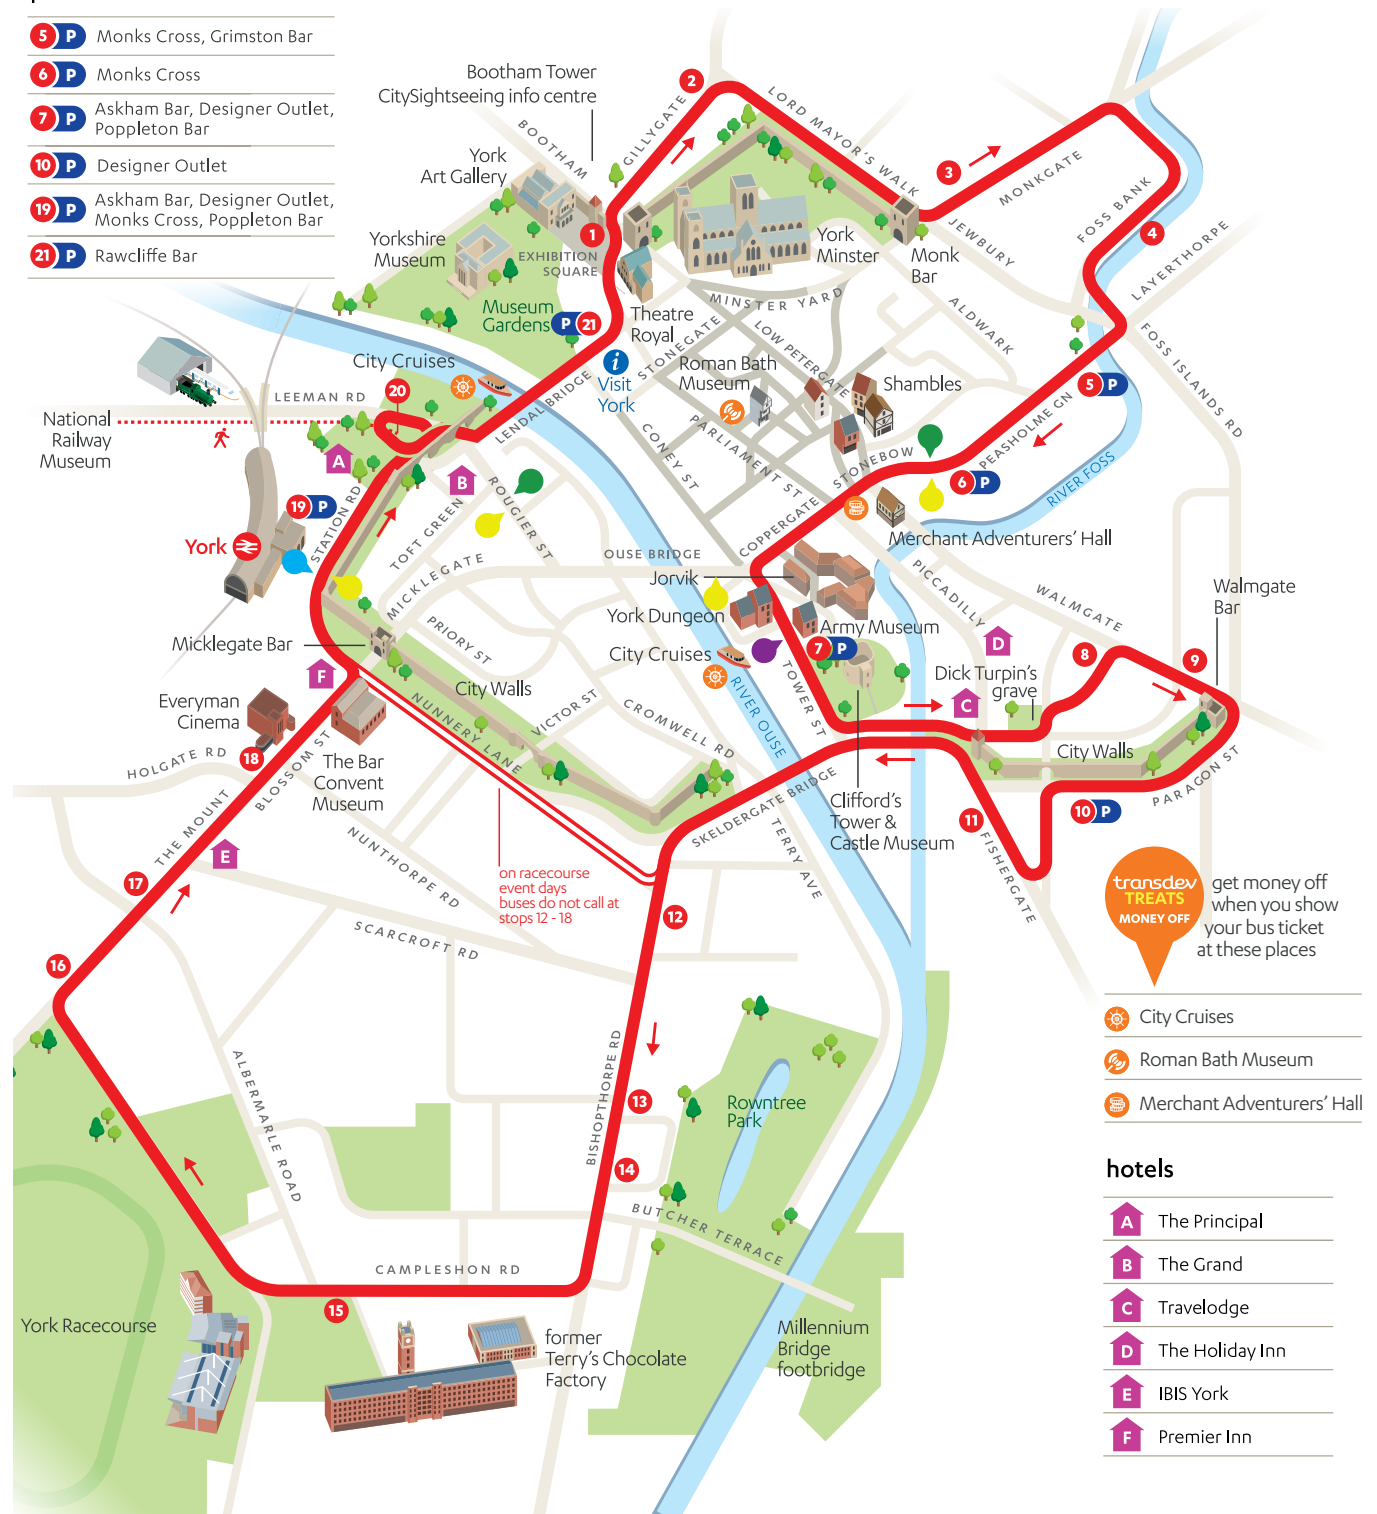 5 P Monks Cross, Grimston Bar
6 P Monks Cross
7 P Askham Bar, Designer Outlet,
Poppleton Bar
10 P Designer Outlet
19 P Askham Bar, Designer Outlet,
Monks Cross, Poppleton Bar
21 P Rawcliffe Bar
Bootham Tower
CitySightseeing info centre
2
GILLYGATE
LORD MAYOR'S WALK
BOOTHAM
York
Art Gallery
3
MONKGATE
FOSS BANK
4
LAYERTHORPE
1
Yorkshire
Museum
EXHIBITION
SQUARE
York
Minster
Monk
Bar
JEWBURY
Museum
Gardens
P 21
Theatre
Royal
MINSTER YARD
ALDWARK
STONEGATE
LOW PETERGATE
FOSS ISLANDS RD
City Cruises
i
Visit
York
Roman Bath
Museum
Shambles
5 P
20
LEEMAN RD
LENDAL BRIDGE
National
Railway
Museum
CONEY ST
PARLIAMENT ST
STONEBOW
PEASHOLME GN
RIVER FOSS
A
B
6 P
19 P
STATION RD
TOFT GREEN
ROUGIER ST
York
COPPERGATE
Merchant Adventurers' Hall
OUSE BRIDGE
Jorvik
MICKLEGATE
PICCADILLY
WALMGATE
Walmgate
Bar
York Dungeon
Army Museum
Micklegate Bar
PRIORY ST
City Cruises
7 P
D
8
9
F
Dick Turpin's
grave
C
Everyman
Cinema
City Walls
NUNNERY LANE
VICTOR ST
CROMWELL RD
RIVER OUSE
TOWER ST
City Walls
HOLGATE RD
18
BLOSSOM ST
The Bar
Convent
Museum
SKELDERGATE BRIDGE
Clifford's
Tower &
Castle Museum
PARAGON ST
10 P
11
FISHERGATE
THE MOUNT
E
NUNTHORPE RD
TERRY AVE
on racecourse
event days
buses do not call at
stops 12 - 18
17
12
SCARCROFT RD
16
transdev
TREATS
MONEY OFF
get money off
when you show
your bus ticket
at these places
City Cruises
Roman Bath Museum
Merchant Adventurers' Hall
ALBERMARLE ROAD
BISHOPTHORPE RD
13
Rowntree
Park
14
BUTCHER TERRACE
CAMPLESHON RD
15
York Racecourse
former
Terry's Chocolate
Factory
Millennium
Bridge
footbridge
hotels
A The Principal
B The Grand
C Travelodge
D The Holiday Inn
E IBIS York
F Premier Inn